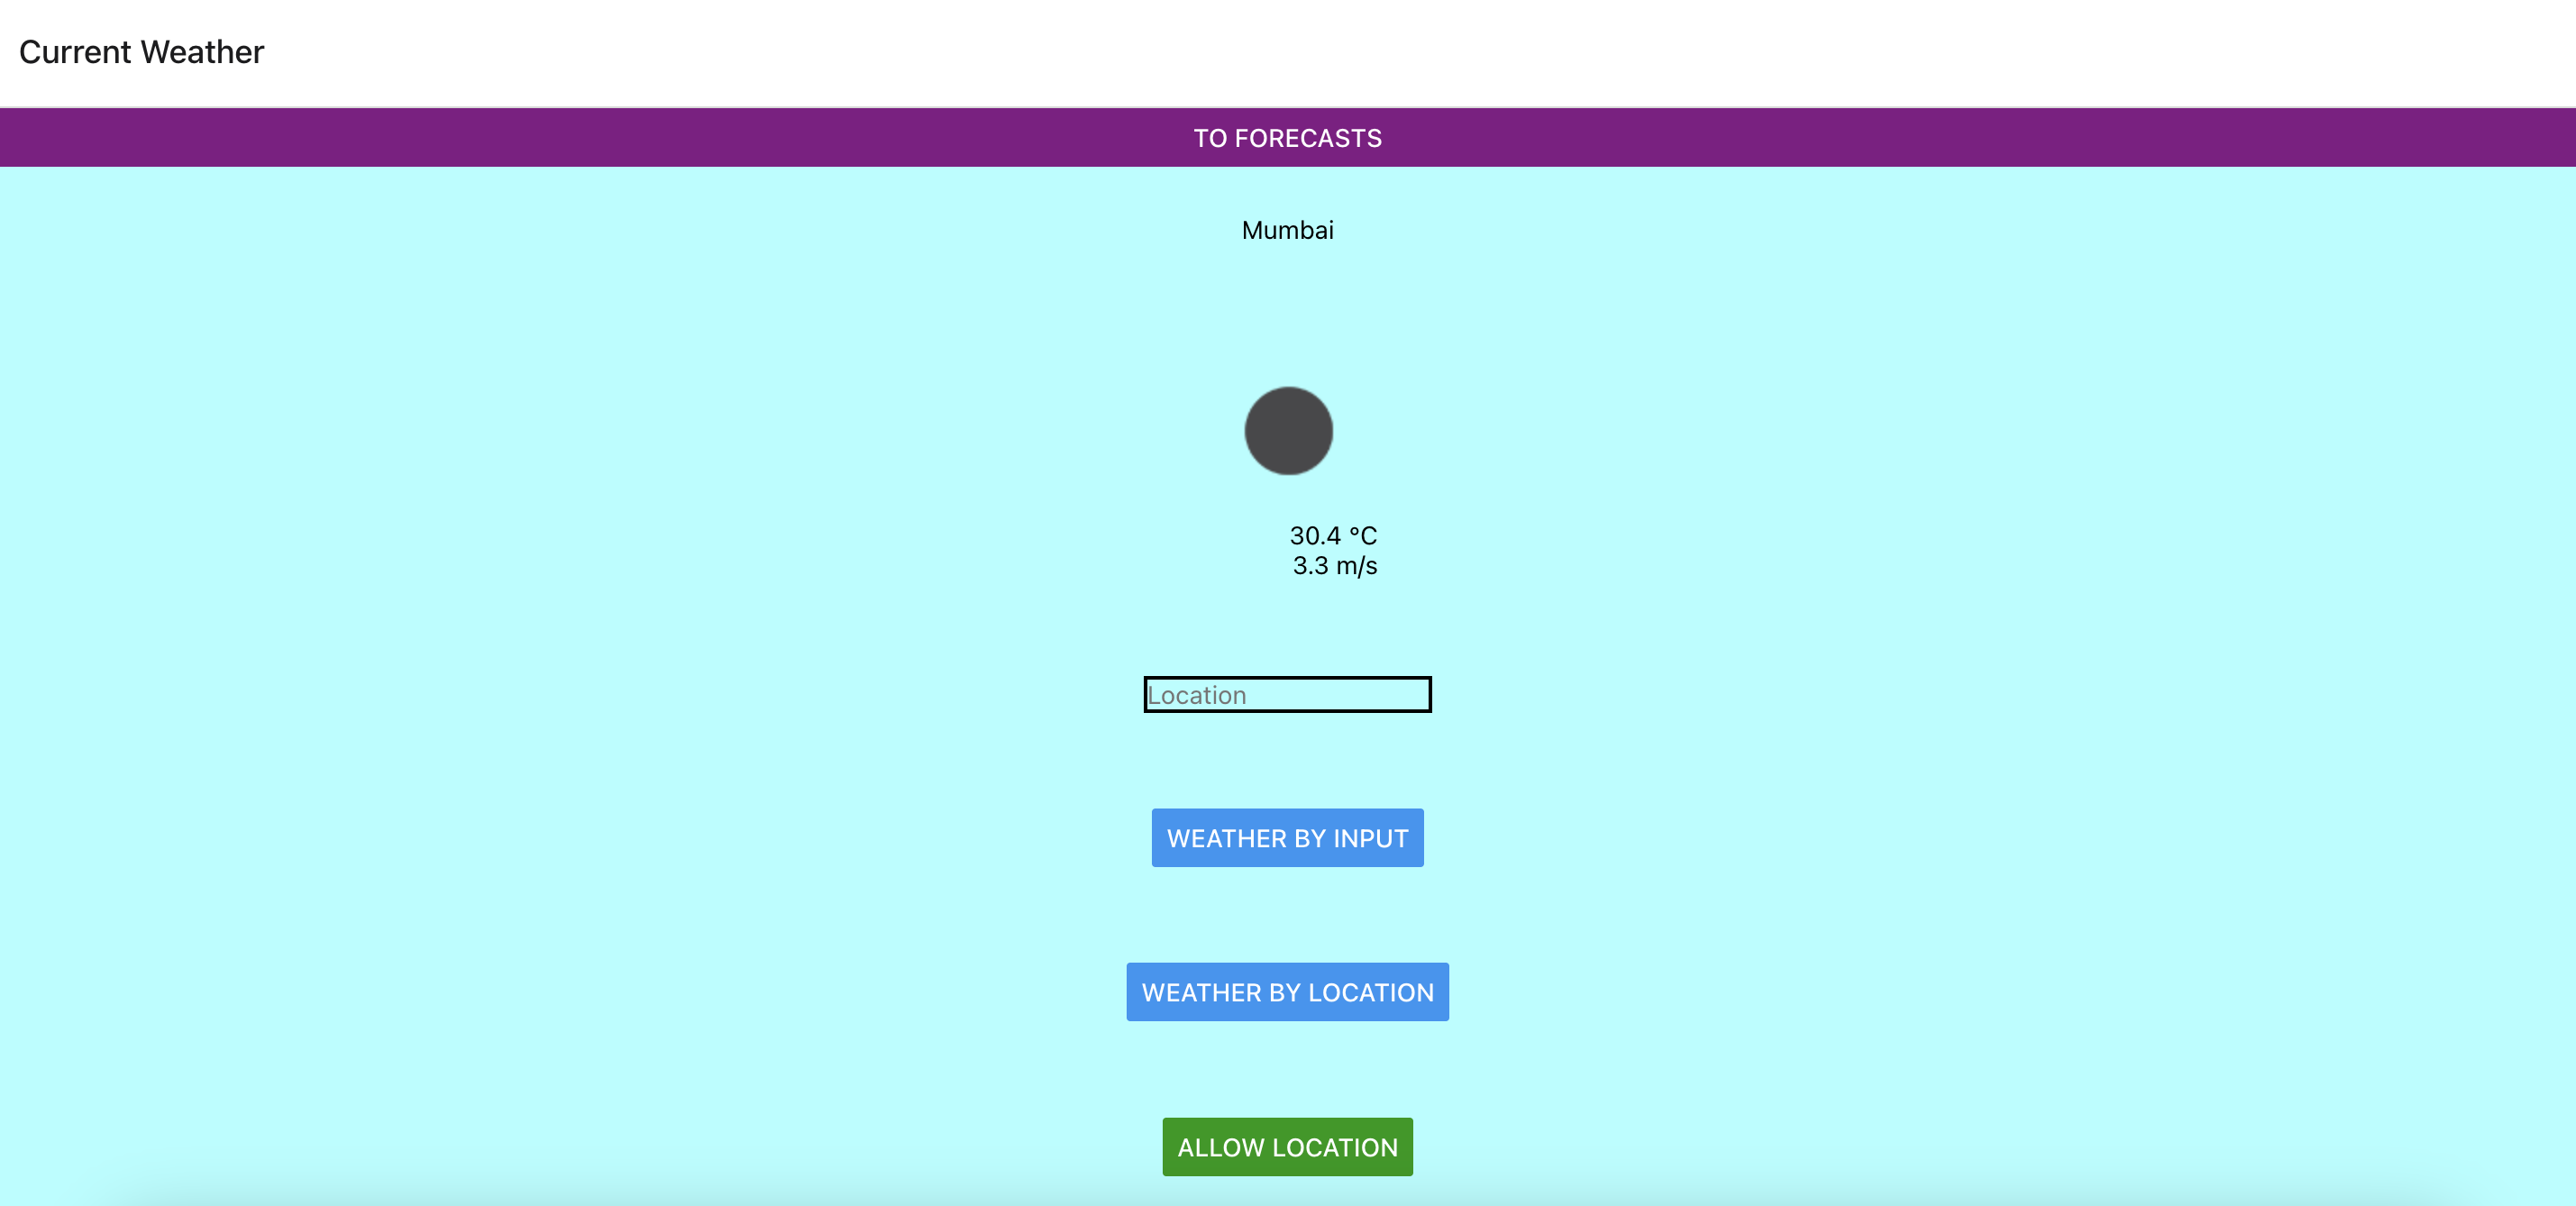 Current Weather
TO FORECASTS
Mumbai
30.4 °C
3.3 m/s
Location
WEATHER BY INPUT
WEATHER BY LOCATION
ALLOW LOCATION